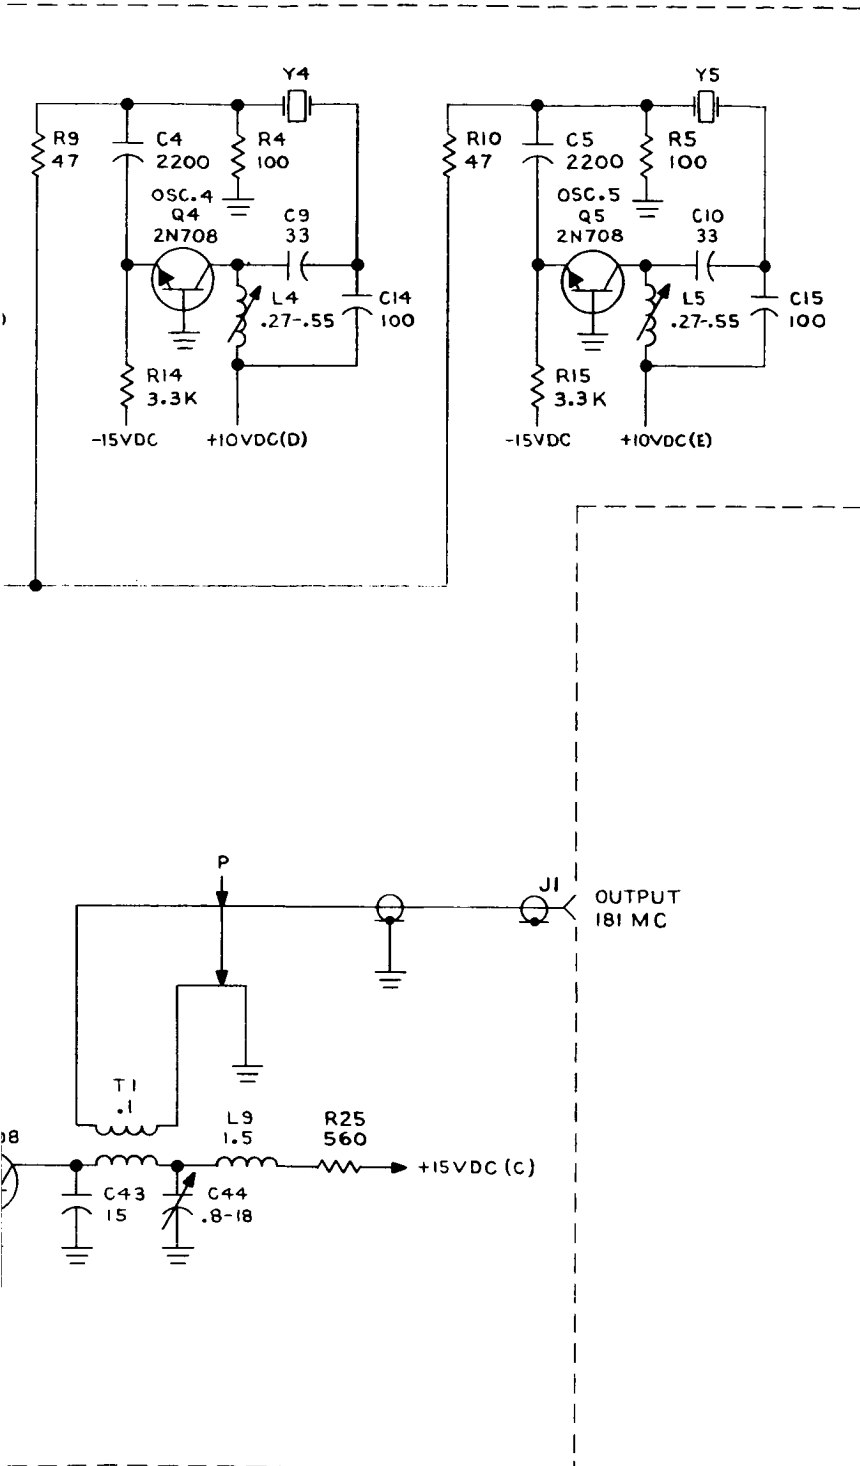 Y4
R9
47
C4
2200
R4
100
OSC.4
Q4
2N708
C9
33
L4
.27-.55
C14
100
R14
3.3K
-15VDC
+10VDC(D)
Y5
R10
47
C5
2200
R5
100
OSC.5
Q5
2N708
C10
33
L5
.27-.55
C15
100
R15
3.3K
-15VDC
+10VDC(E)
)
P
J1
OUTPUT
181 MC
T1
.1
08
L9
1.5
R25
560
+15VDC(C)
C43
15
C44
.8-18